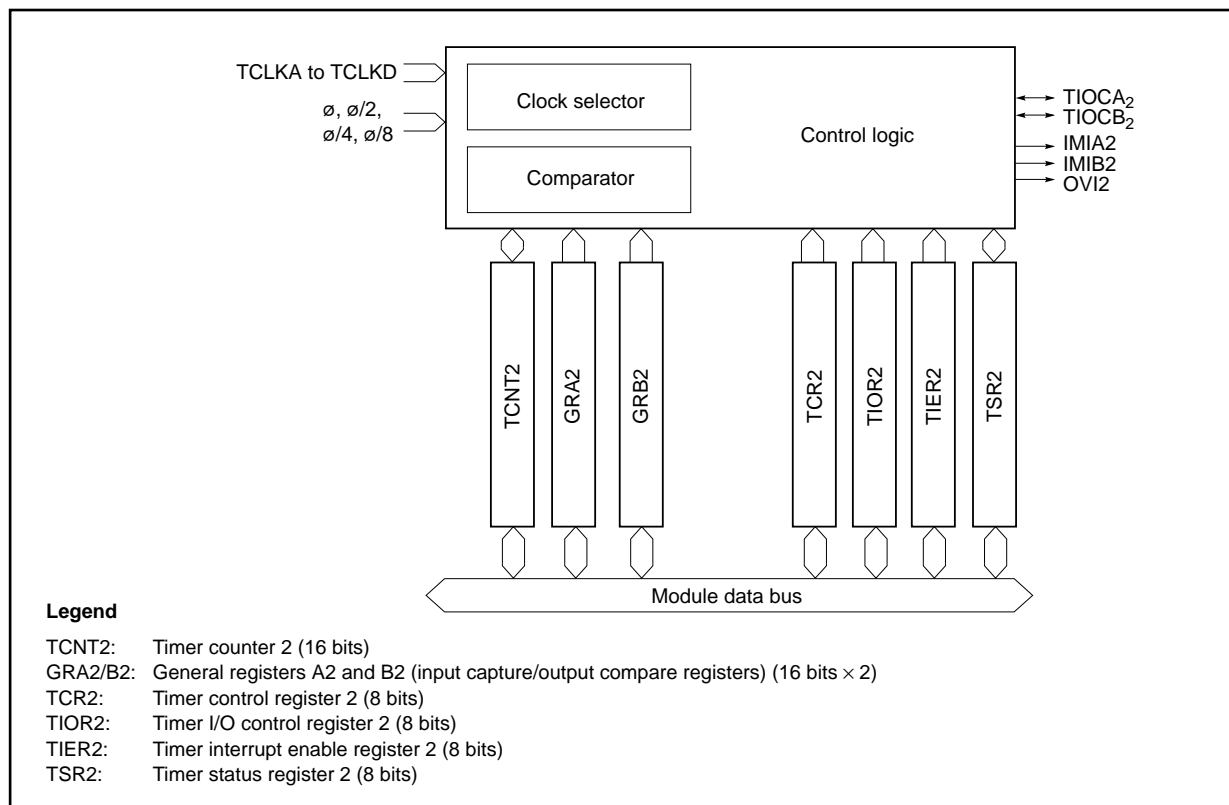 TCLKA to TCLKD
ø, ø/2,
ø/4, ø/8
Clock selector
Comparator
Control logic
TIOCA2
TIOCB2
IMIA2
IMIB2
OVI2
TCNT2
GRA2
GRB2
TCR2
TIOR2
TIER2
TSR2
Module data bus
Legend
TCNT2: Timer counter 2 (16 bits)
GRA2/B2: General registers A2 and B2 (input capture/output compare registers) (16 bits × 2)
TCR2: Timer control register 2 (8 bits)
TIOR2: Timer I/O control register 2 (8 bits)
TIER2: Timer interrupt enable register 2 (8 bits)
TSR2: Timer status register 2 (8 bits)